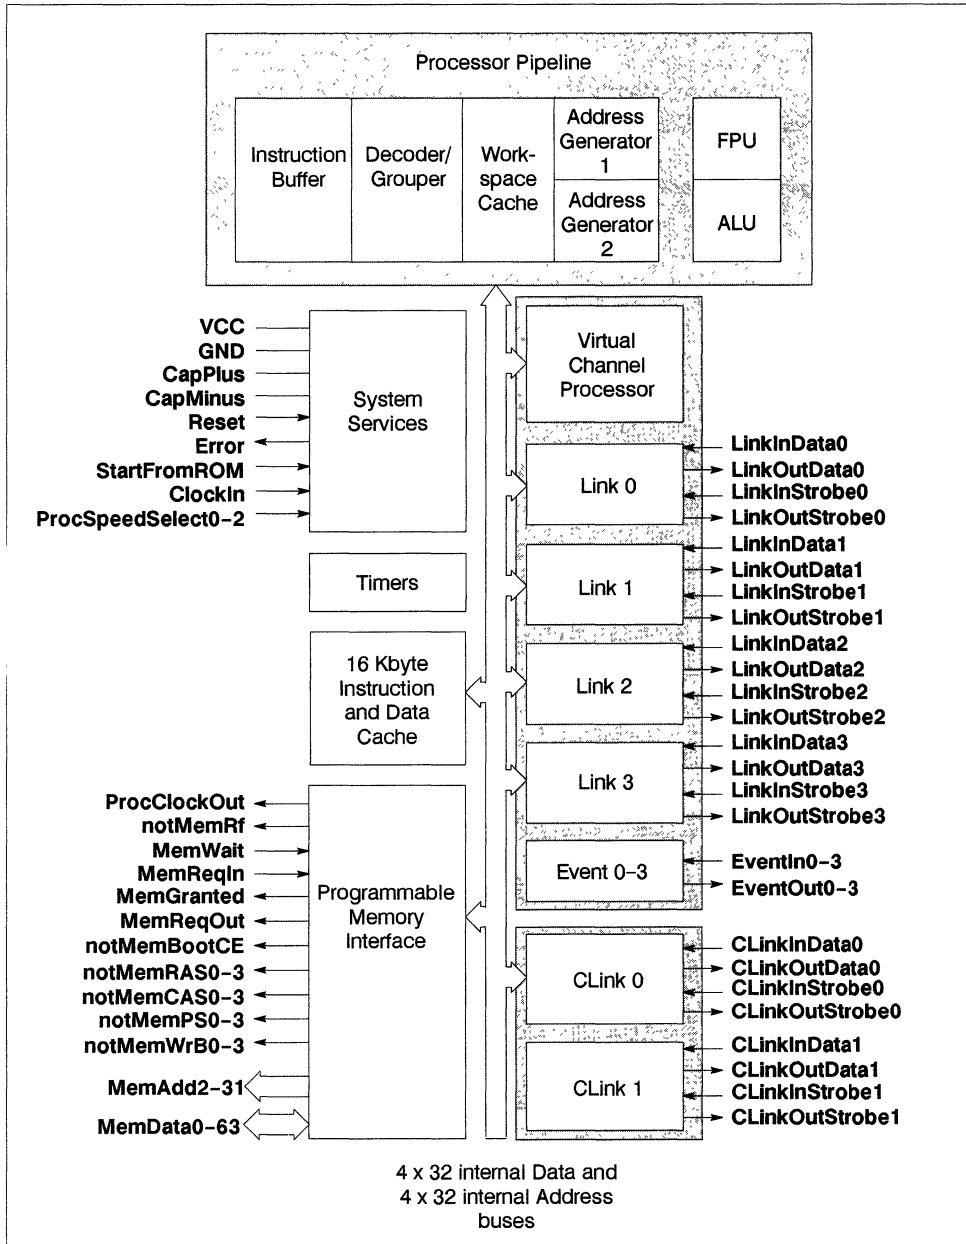 Processor Pipeline
Instruction
Buffer
Decoder/
Grouper
Work-
space
Cache
Address
Generator
1
Address
Generator
2
FPU
ALU
VCC
GND
CapPlus
CapMinus
Reset
Error
StartFromROM
ClockIn
ProcSpeedSelect0-2
System
Services
Timers
16 Kbyte
Instruction
and Data
Cache
ProcClockOut
notMemRf
MemWait
MemReqIn
MemGranted
MemReqOut
notMemBootCE
notMemRAS0-3
notMemCAS0-3
notMemPS0-3
notMemWrB0-3
MemAdd2-31
MemData0-63
Programmable
Memory
Interface
Virtual
Channel
Processor
Link 0
LinkInData0
LinkOutData0
LinkInStrobe0
LinkOutStrobe0
Link 1
LinkInData1
LinkOutData1
LinkInStrobe1
LinkOutStrobe1
Link 2
LinkInData2
LinkOutData2
LinkInStrobe2
LinkOutStrobe2
Link 3
LinkInData3
LinkOutData3
LinkInStrobe3
LinkOutStrobe3
Event 0-3
EventIn0-3
EventOut0-3
CLink 0
CLinkInData0
CLinkOutData0
CLinkInStrobe0
CLinkOutStrobe0
CLink 1
CLinkInData1
CLinkOutData1
CLinkInStrobe1
CLinkOutStrobe1
4 x 32 internal Data and
4 x 32 internal Address
buses